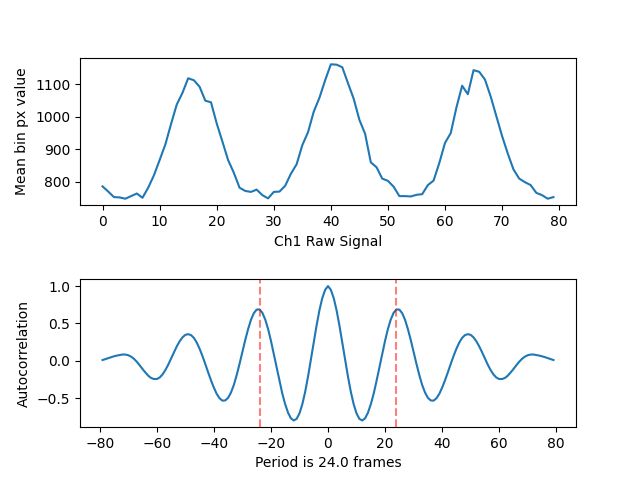 Mean bin px value
1100
1000
900
800
0 10 20 30 40 50 60 70 80
Ch1 Raw Signal
Autocorrelation
1.0
0.5
0.0
−0.5
−80 −60 −40 −20 0 20 40 60 80
Period is 24.0 frames